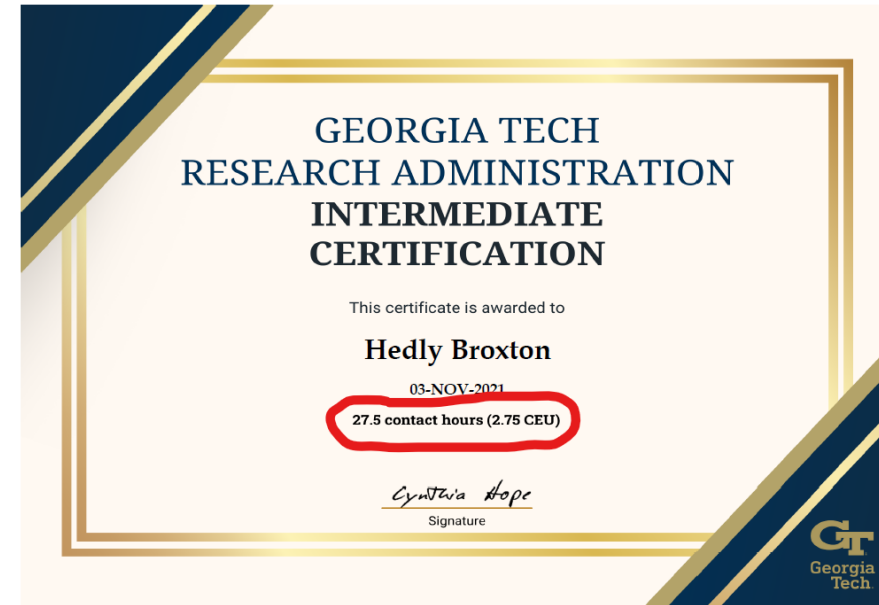 GEORGIA TECH
RESEARCH ADMINISTRATION
INTERMEDIATE
CERTIFICATION
This certificate is awarded to
Hedly Broxton
03-NOV-2021
27.5 contact hours (2.75 CEU)
Cynthia Hope
Signature
GT
Georgia
Tech